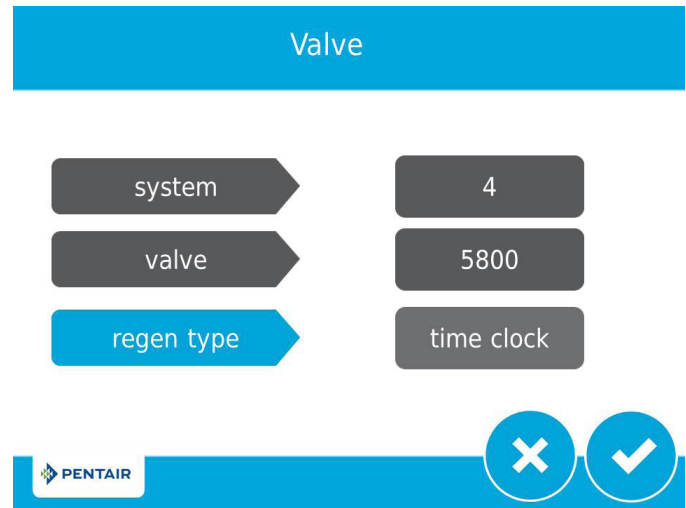 Valve
system 4
valve 5800
regen type time clock
PENTAIR